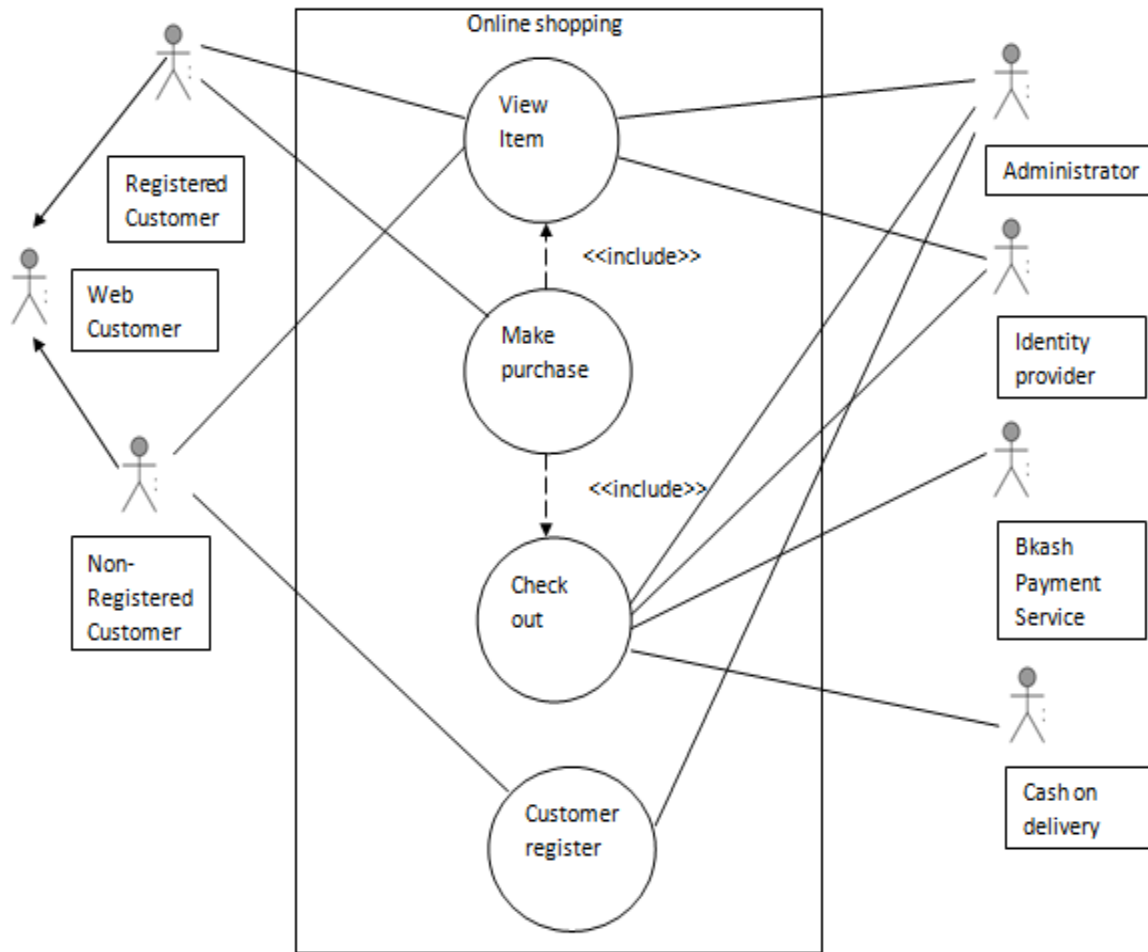 Online shopping
View
Item
Registered
Customer
Administrator
<<include>>
Web
Customer
Make
purchase
Identity
provider
<<include>>
Non-
Registered
Customer
Check
out
Bkash
Payment
Service
Customer
register
Cash on
delivery